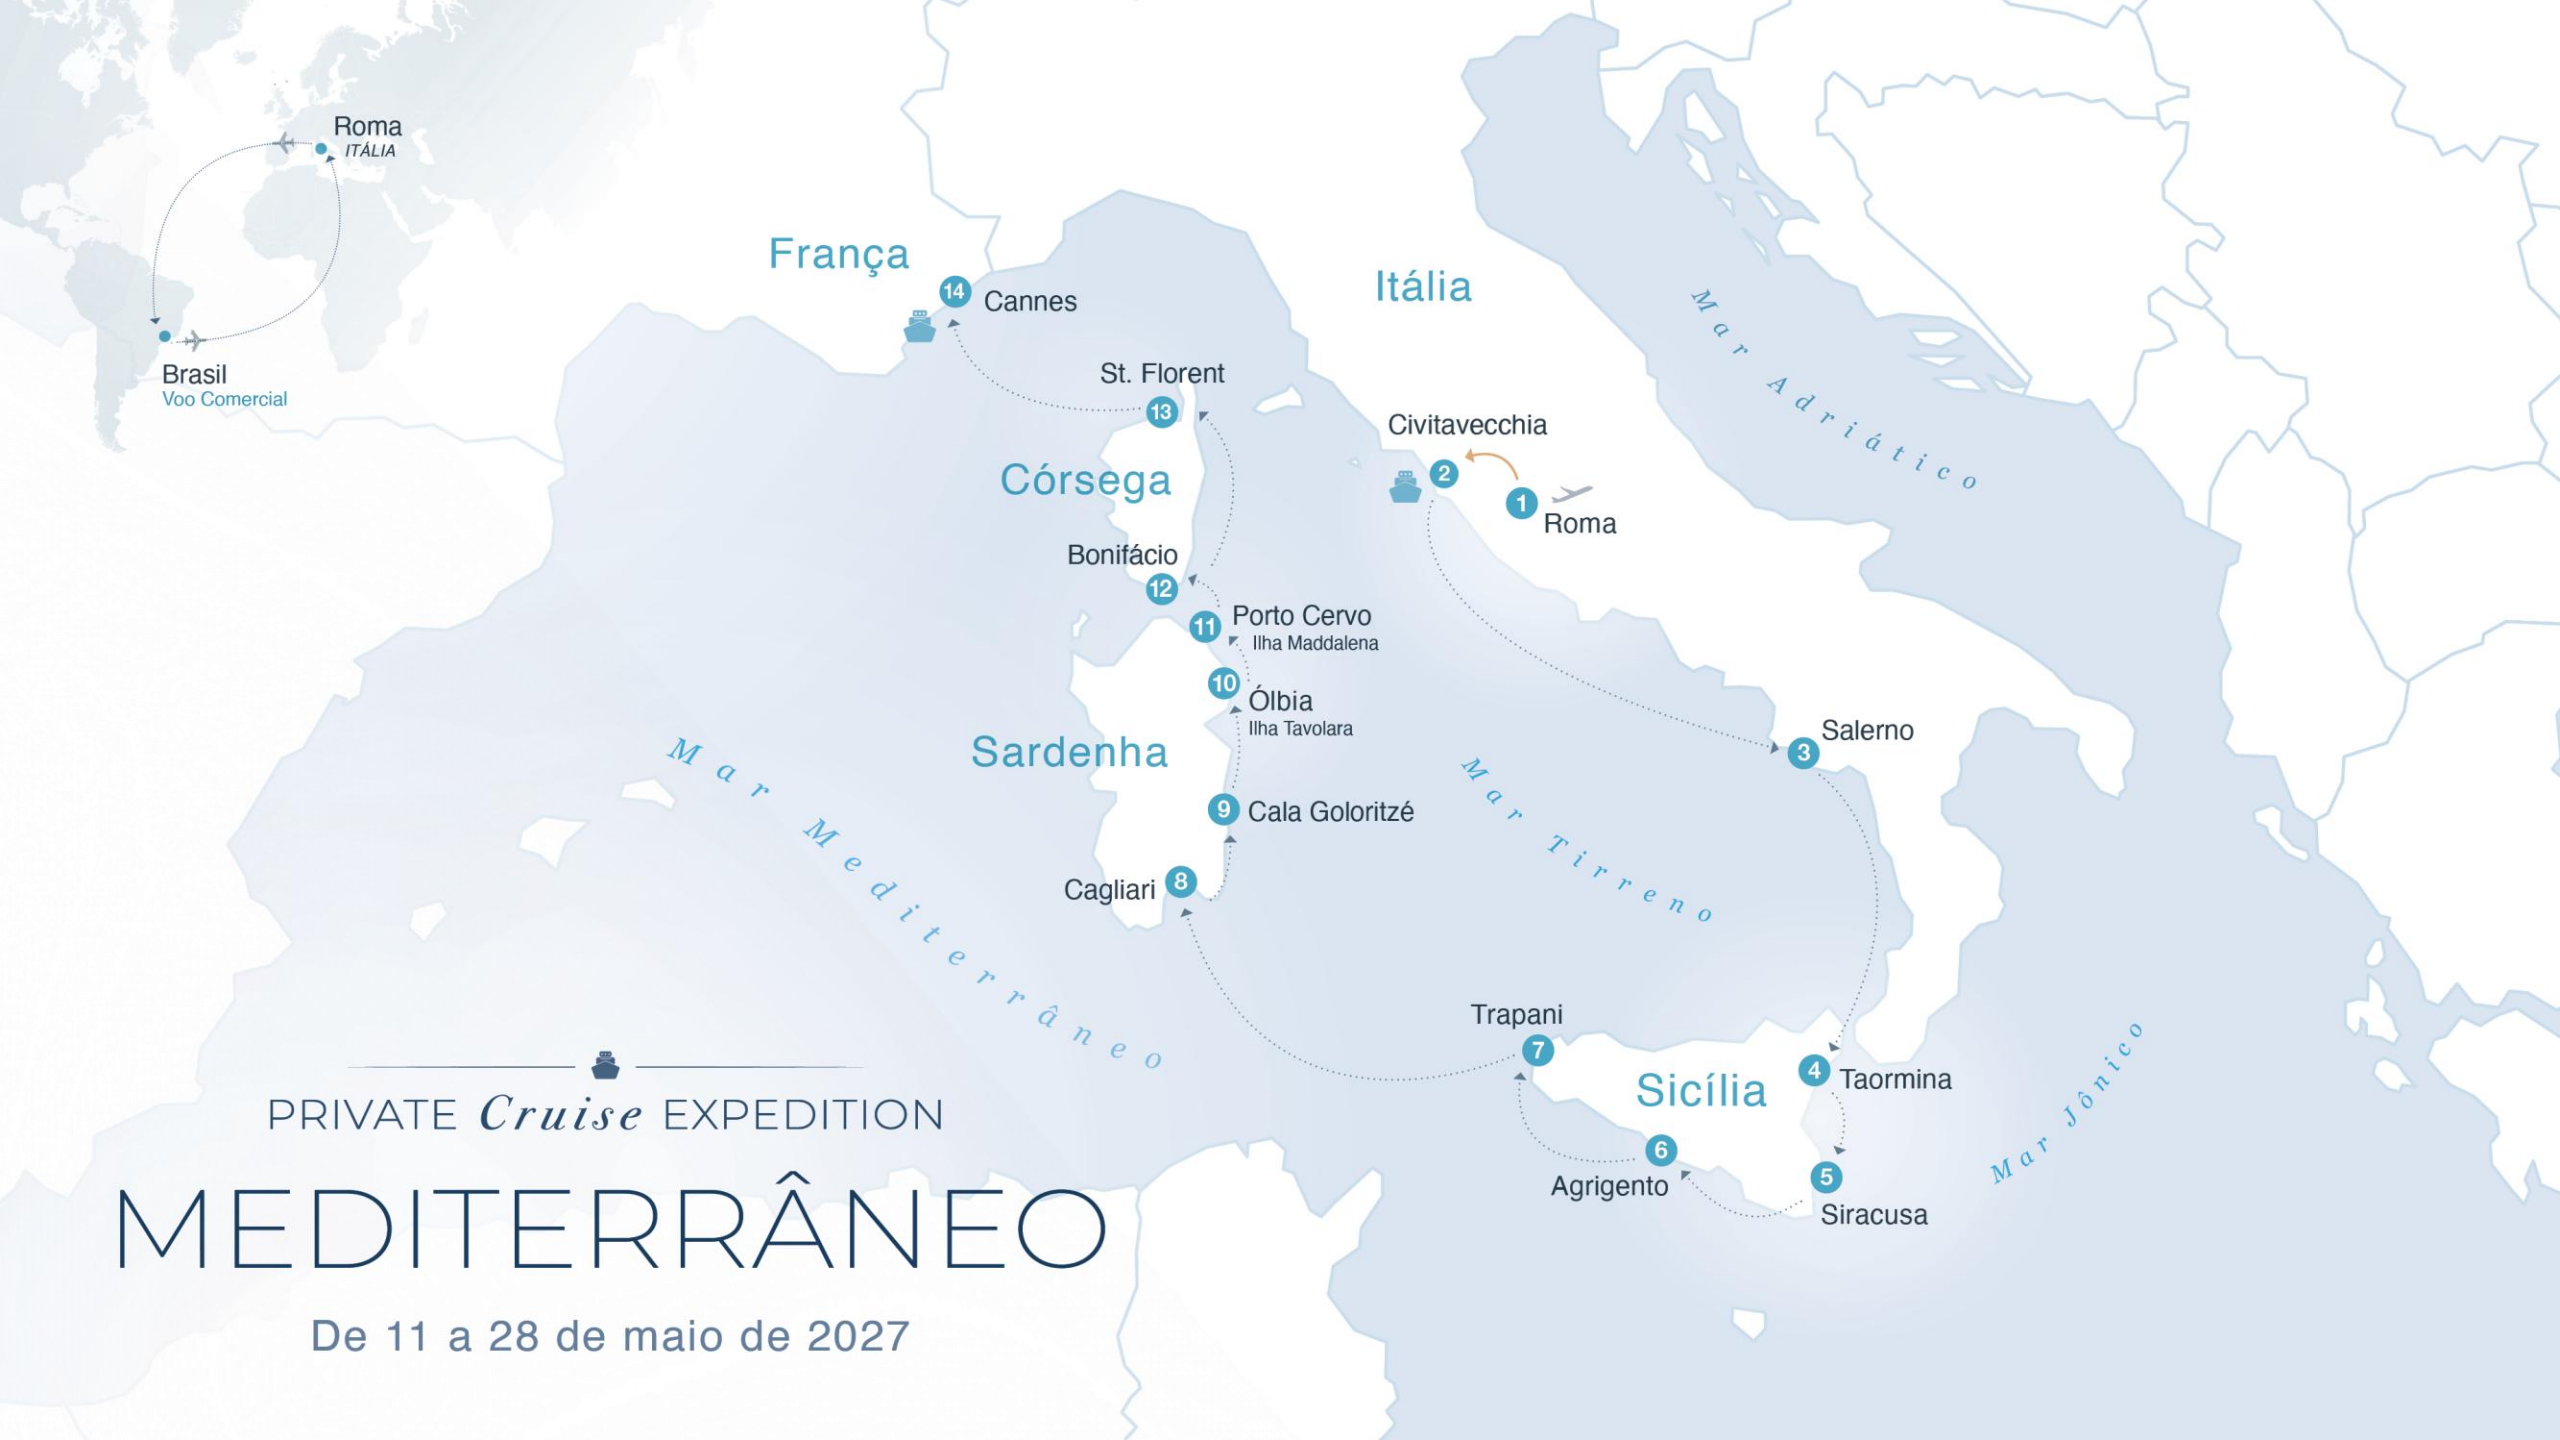 Roma
ITÁLIA
Brasil
Voo Comercial
França
14
Cannes
Itália
St. Florent
13
Córsega
Civitavecchia
2
1
Roma
Bonifácio
12
11
Porto Cervo
Ilha Maddalena
10
Ólbia
Ilha Tavolara
Sardenha
9
Cala Goloritzé
Cagliari
8
3
Salerno
Mar Adriático
Mar Tirreno
Mar Mediterrâneo
Mar Jônico
Trapani
7
Sicília
4
Taormina
6
Agrigento
5
Siracusa
PRIVATE Cruise EXPEDITION
MEDITERRÂNEO
De 11 a 28 de maio de 2027